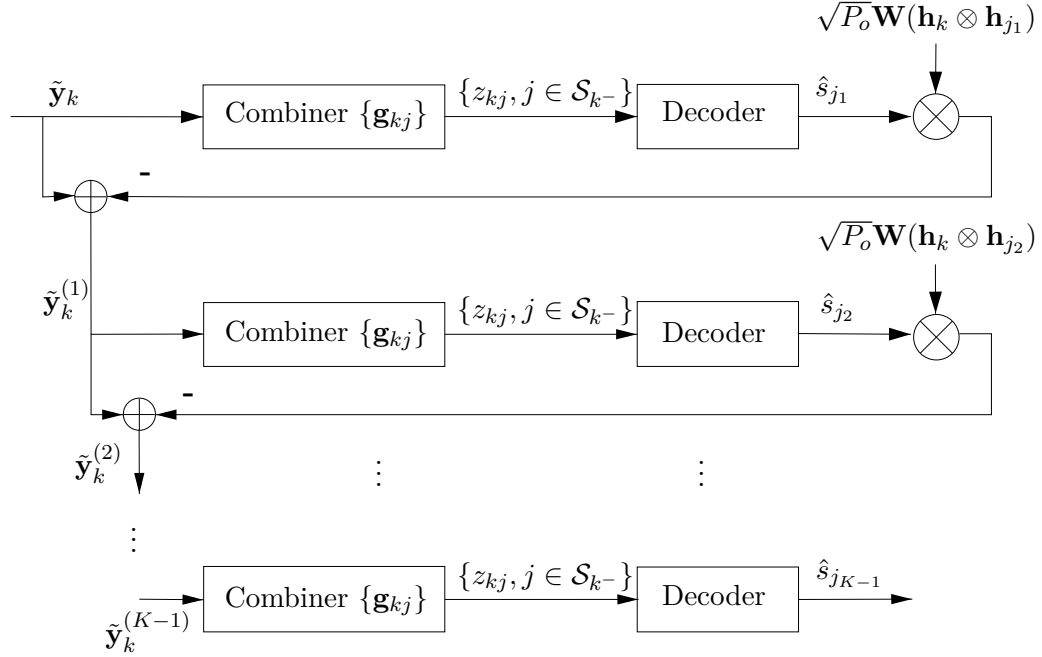 √P_o W(h_k ⊗ h_{j_1})
ỹ_k
Combiner {g_{kj}}
{z_{kj}, j ∈ S_{k^-}}
Decoder
ŝ_{j_1}
-
√P_o W(h_k ⊗ h_{j_2})
ỹ_k^{(1)}
Combiner {g_{kj}}
{z_{kj}, j ∈ S_{k^-}}
Decoder
ŝ_{j_2}
-
ỹ_k^{(2)}
⋮
⋮
⋮
ỹ_k^{(K-1)}
Combiner {g_{kj}}
{z_{kj}, j ∈ S_{k^-}}
Decoder
ŝ_{j_{K-1}}